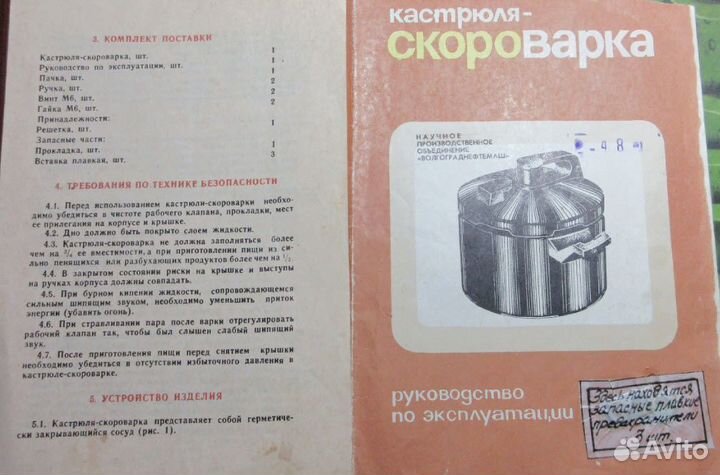 3. КОМПЛЕКТ ПОСТАВКИ
Кастрюля-скороварка, шт. 1
Руководство по эксплуатации, шт. 1
Пачка, шт. 1
Ручка, шт. 2
Винт М6, шт. 2
Гайка М6, шт. 2
Принадлежности:
Решетка, шт. 1
Запасные части:
Прокладка, шт. 1
Вставка плавкая, шт. 3
4. ТРЕБОВАНИЯ ПО ТЕХНИКЕ БЕЗОПАСНОСТИ
4.1. Перед использованием кастрюли-скороварки необхо-
димо убедиться в чистоте рабочего клапана, прокладки, мест
ее прилегания на корпусе и крышке.
4.2. Дно должно быть покрыто слоем жидкости.
4.3. Кастрюля-скороварка не должна заполняться более
чем на ее вместимости, а при приготовлении пищи из си-
льно пенящихся или разбухающих продуктов более чем на 1/2.
4.4. В закрытом состоянии риски на крышке и выступы
на ручках корпуса должны совпадать.
4.5. При бурном кипении жидкости, сопровождающемся
сильным шипящим звуком, необходимо уменьшить приток
энергии (убавить огонь).
4.6. При стравливании пара после варки отрегулировать
рабочий клапан так, чтобы был слышен слабый шипящий
звук.
4.7. После приготовления пищи перед снятием крышки
необходимо убедиться в отсутствии избыточного давления в
кастрюле-скороварке.
5. УСТРОЙСТВО ИЗДЕЛИЯ
5.1. Кастрюля-скороварка представляет собой герметиче-
ски закрывающийся сосуд (рис. 1).
кастрюля-
СКОРОВАРКА
НАУЧНОЕ
ПРОИЗВОДСТВЕННОЕ
ОБЪЕДИНЕНИЕ
«ВОЛГОГРАДНЕФТЕМАШ»
руководство
по эксплуатации
Здесь находятся
запасные плавкие
предохранители
3 шт.
Avito